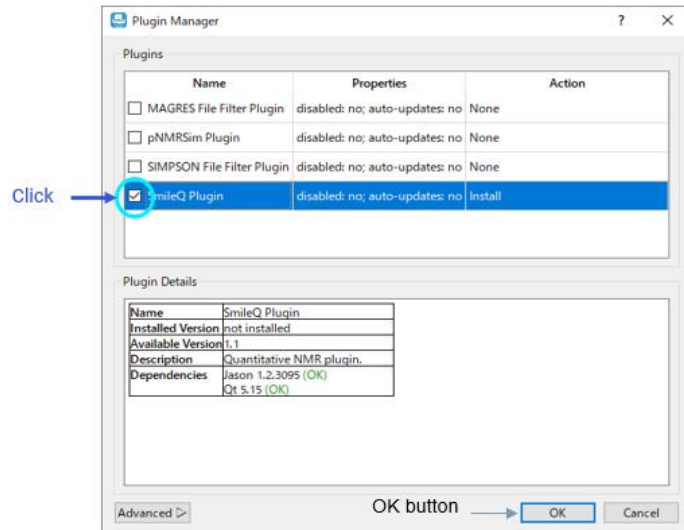 Plugin Manager
?
Plugins
Name Properties Action
MAGRES File Filter Plugin disabled: no; auto-updates: no None
pNMRSim Plugin disabled: no; auto-updates: no None
SIMPSON File Filter Plugin disabled: no; auto-updates: no None
Click SmileQ Plugin disabled: no; auto-updates: no Install
Plugin Details
Name SmileQ Plugin
Installed Version not installed
Available Version 1.1
Description Quantitative NMR plugin.
Dependencies Jason 1.2.3095 (OK)
Qt 5.15 (OK)
Advanced OK button OK Cancel